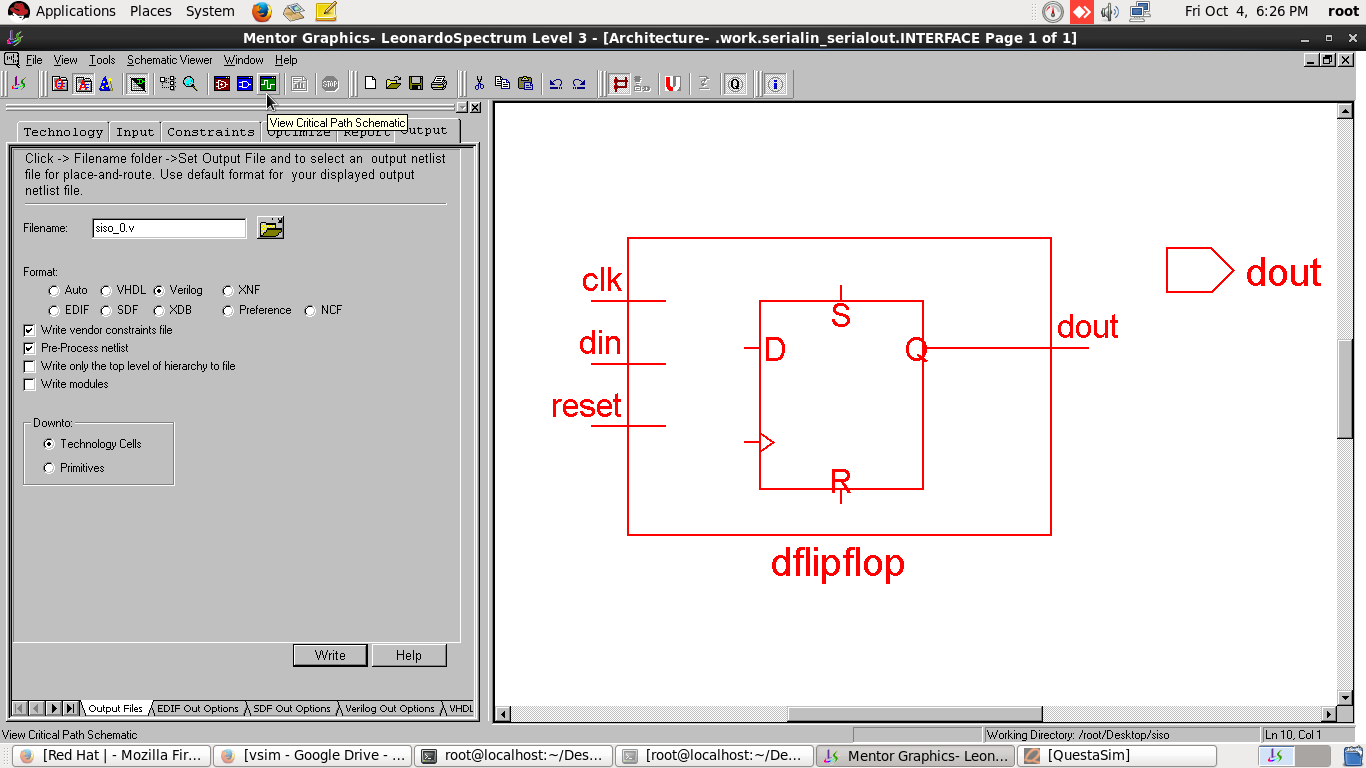 Applications Places System Fri Oct 4, 6:26 PM root
Mentor Graphics- LeonardoSpectrum Level 3 - [Architecture- .work.serialin_serialout.INTERFACE Page 1 of 1]
File View Tools Schematic Viewer Window Help
STOP Q
View Critical Path Schematic
Technology Input Constraints Optimize Report Output
Click -> Filename folder ->Set Output File and to select an output netlist
file for place-and-route. Use default format for your displayed output
netlist file.
Filename: siso_0.v
Format:
Auto VHDL Verilog XNF
EDIF SDF XDB Preference NCF
Write vendor constraints file
Pre-Process netlist
Write only the top level of hierarchy to file
Write modules
Downto:
Technology Cells
Primitives
Write Help
Output Files EDIF Out Options SDF Out Options Verilog Out Options VHDL
clk
din
reset
S
D Q
R
dout
dflipflop
dout
View Critical Path Schematic Working Directory: /root/Desktop/siso Ln 10, Col 1
[Red Hat | - Mozilla Fir... [vsim - Google Drive - ... root@localhost:~/Des... [root@localhost:~/De... Mentor Graphics- Leon... [QuestaSim]